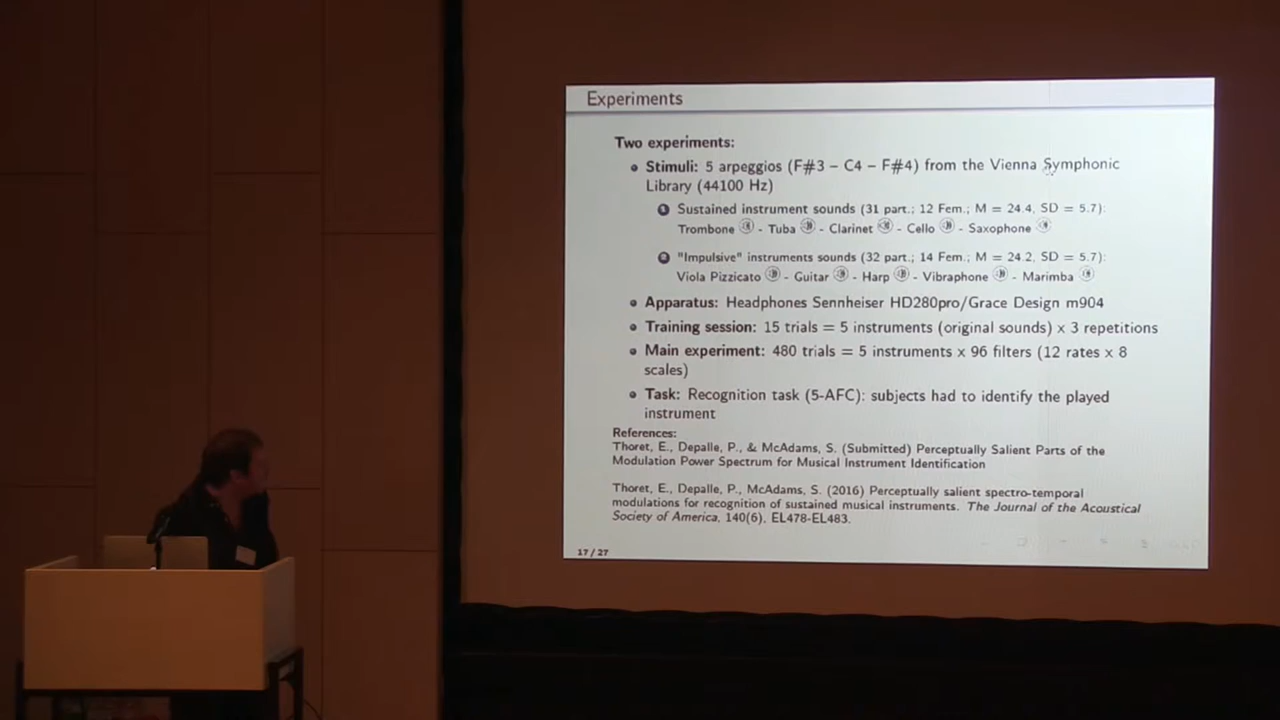 Experiments
Two experiments:
Stimuli: 5 arpeggios (F#3 – C4 – F#4) from the Vienna Symphonic
Library (44100 Hz)
1 Sustained instrument sounds (31 part.; 12 Fem.; M = 24.4, SD = 5.7):
Trombone - Tuba - Clarinet - Cello - Saxophone
2 "Impulsive" instruments sounds (32 part.; 14 Fem.; M = 24.2, SD = 5.7):
Viola Pizzicato - Guitar - Harp - Vibraphone - Marimba
Apparatus: Headphones Sennheiser HD280pro/Grace Design m904
Training session: 15 trials = 5 instruments (original sounds) x 3 repetitions
Main experiment: 480 trials = 5 instruments x 96 filters (12 rates x 8
scales)
Task: Recognition task (5-AFC): subjects had to identify the played
instrument
References:
Thoret, E., Depalle, P., & McAdams, S. (Submitted) Perceptually Salient Parts of the
Modulation Power Spectrum for Musical Instrument Identification
Thoret, E., Depalle, P., McAdams, S. (2016) Perceptually salient spectro-temporal
modulations for recognition of sustained musical instruments. The Journal of the Acoustical
Society of America, 140(6), EL478-EL483.
17 / 27